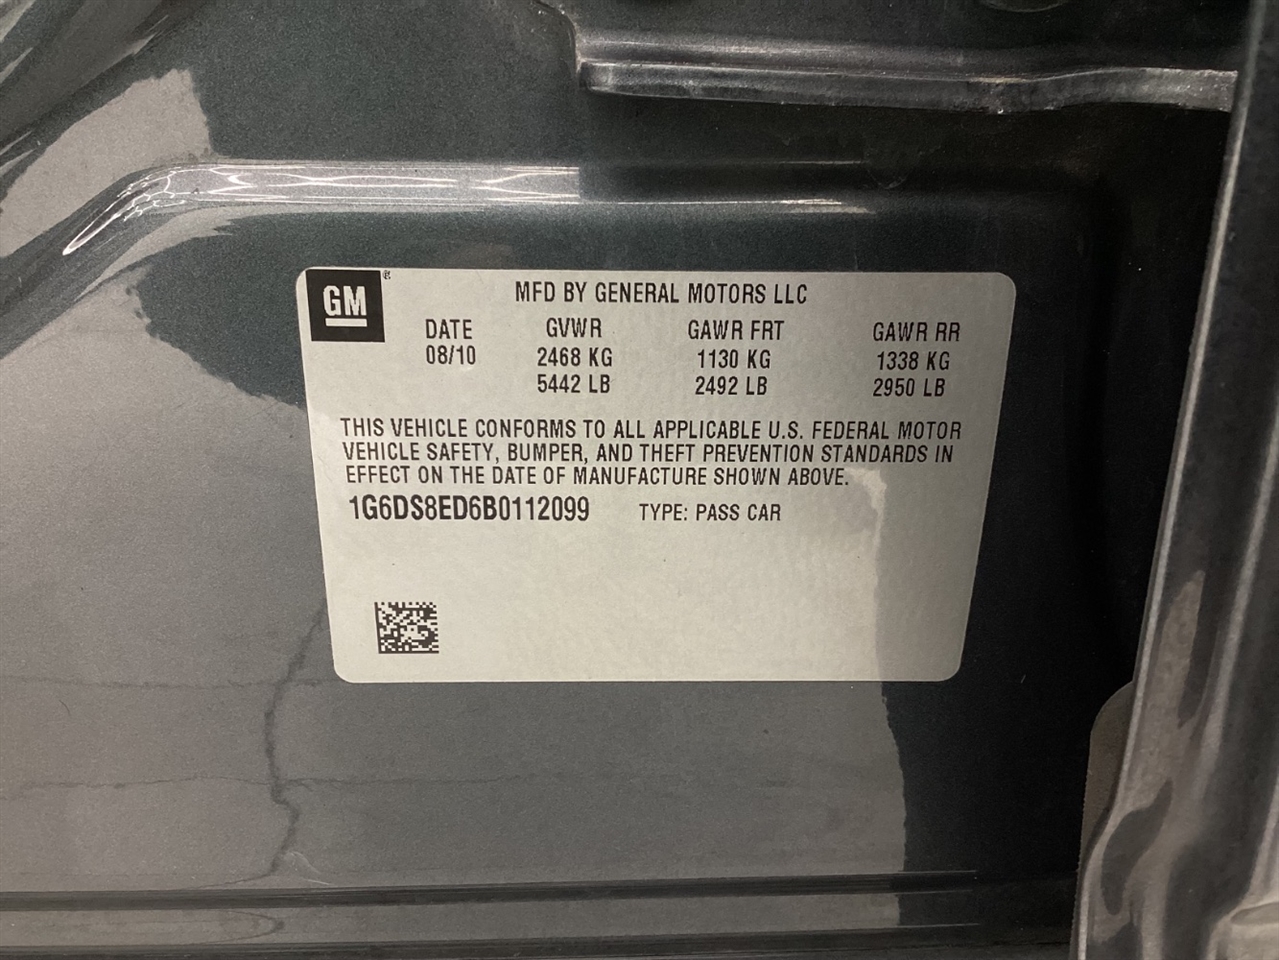 GM ®
MFD BY GENERAL MOTORS LLC
DATE GVWR GAWR FRT GAWR RR
08/10 2468 KG 1130 KG 1338 KG
5442 LB 2492 LB 2950 LB
THIS VEHICLE CONFORMS TO ALL APPLICABLE U.S. FEDERAL MOTOR
VEHICLE SAFETY, BUMPER, AND THEFT PREVENTION STANDARDS IN
EFFECT ON THE DATE OF MANUFACTURE SHOWN ABOVE.
1G6DS8ED6B0112099 TYPE: PASS CAR